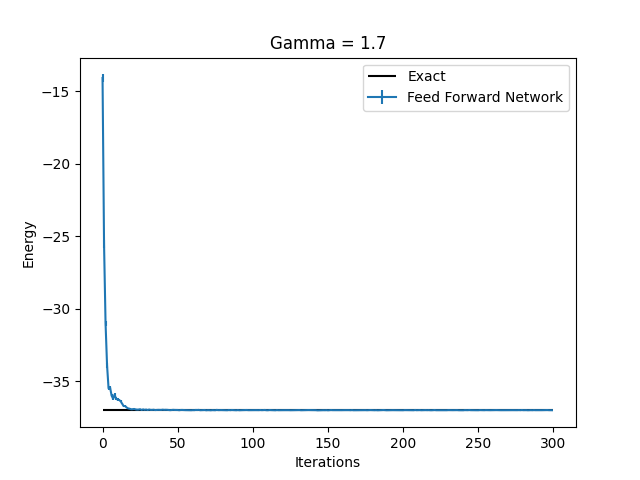 Gamma = 1.7
Exact
Feed Forward Network
Energy
−15
−20
−25
−30
−35
0 50 100 150 200 250 300
Iterations